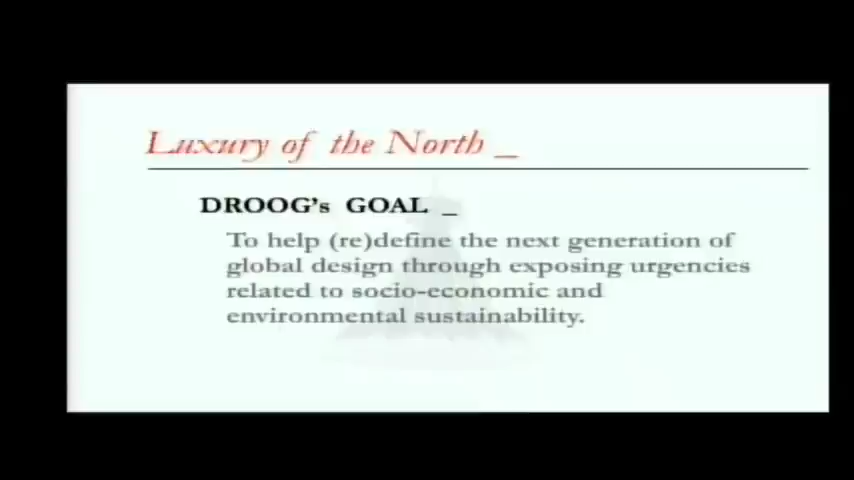 Luxury of the North _
DROOG's GOAL _
To help (re)define the next generation of
global design through exposing urgencies
related to socio-economic and
environmental sustainability.